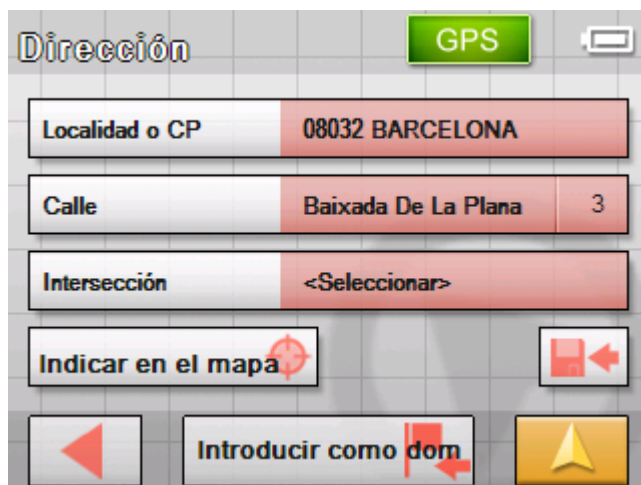 Dirección GPS
Localidad o CP 08032 BARCELONA
Calle Baixada De La Plana 3
Intersección <Seleccionar>
Indicar en el mapa
Introducir como dom